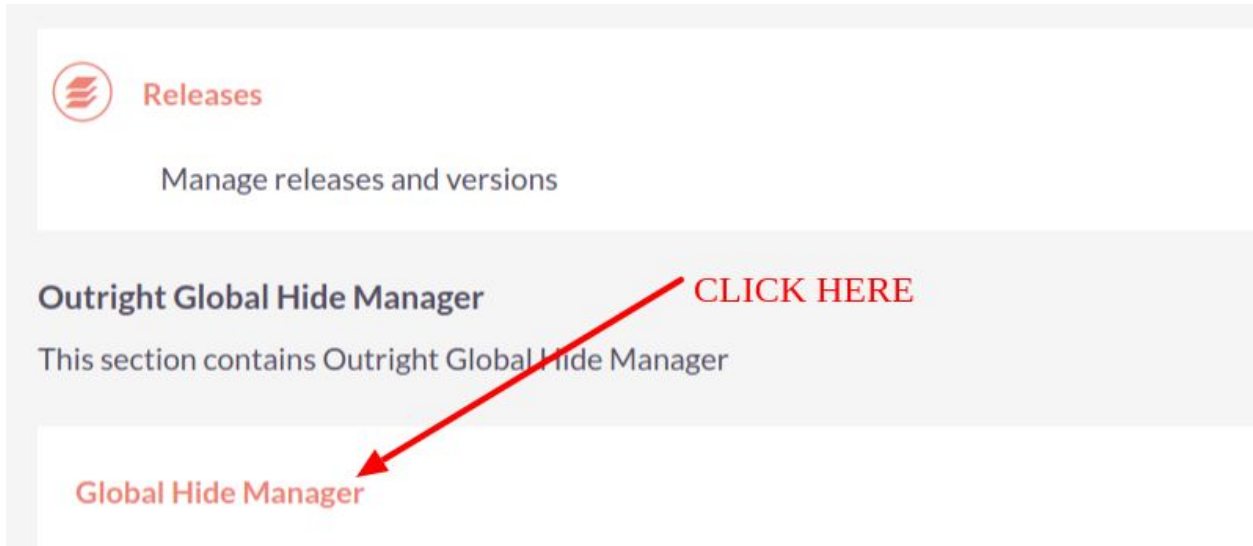 Releases
Manage releases and versions
Outright Global Hide Manager
CLICK HERE
This section contains Outright Global Hide Manager
Global Hide Manager